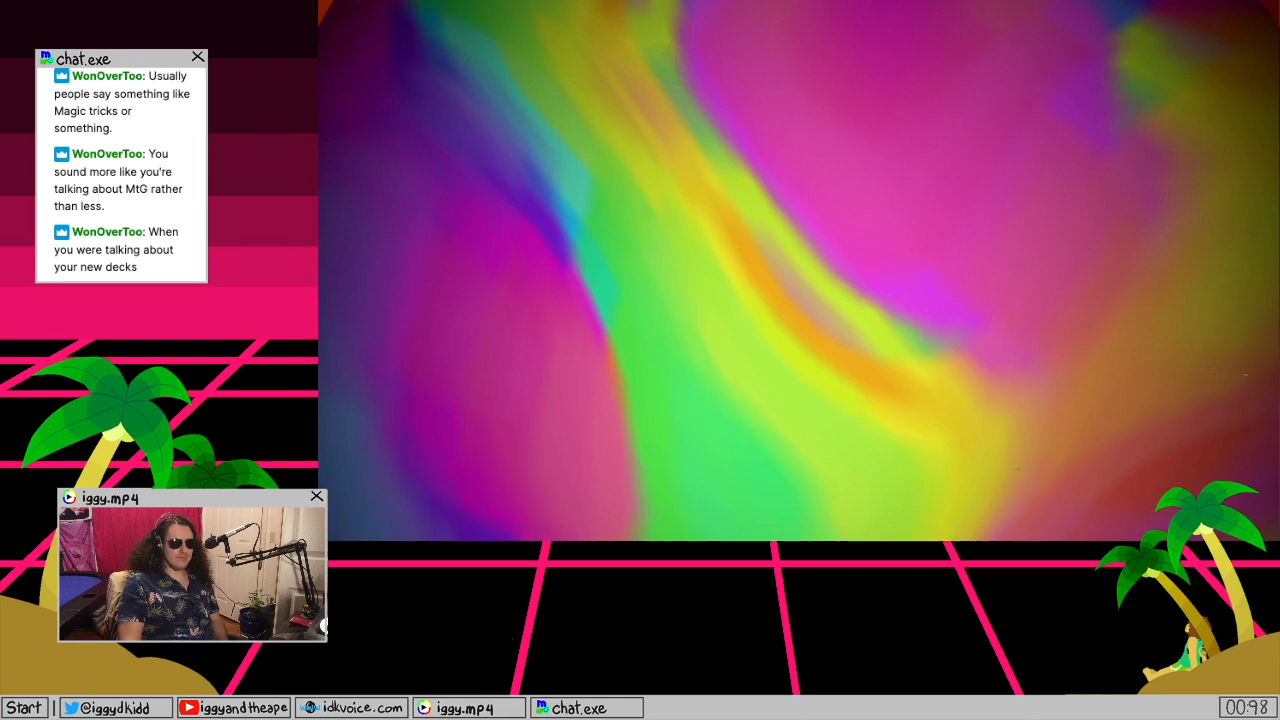 chat.exe
WonOverToo: Usually
people say something like
Magic tricks or
something.
WonOverToo: You
sound more like you're
talking about MtG rather
than less.
WonOverToo: When
you were talking about
your new decks
iggy.mp4
Start | @iggydkidd iggyandtheape www idkvoice.com iggy.mp4 chat.exe 00:98